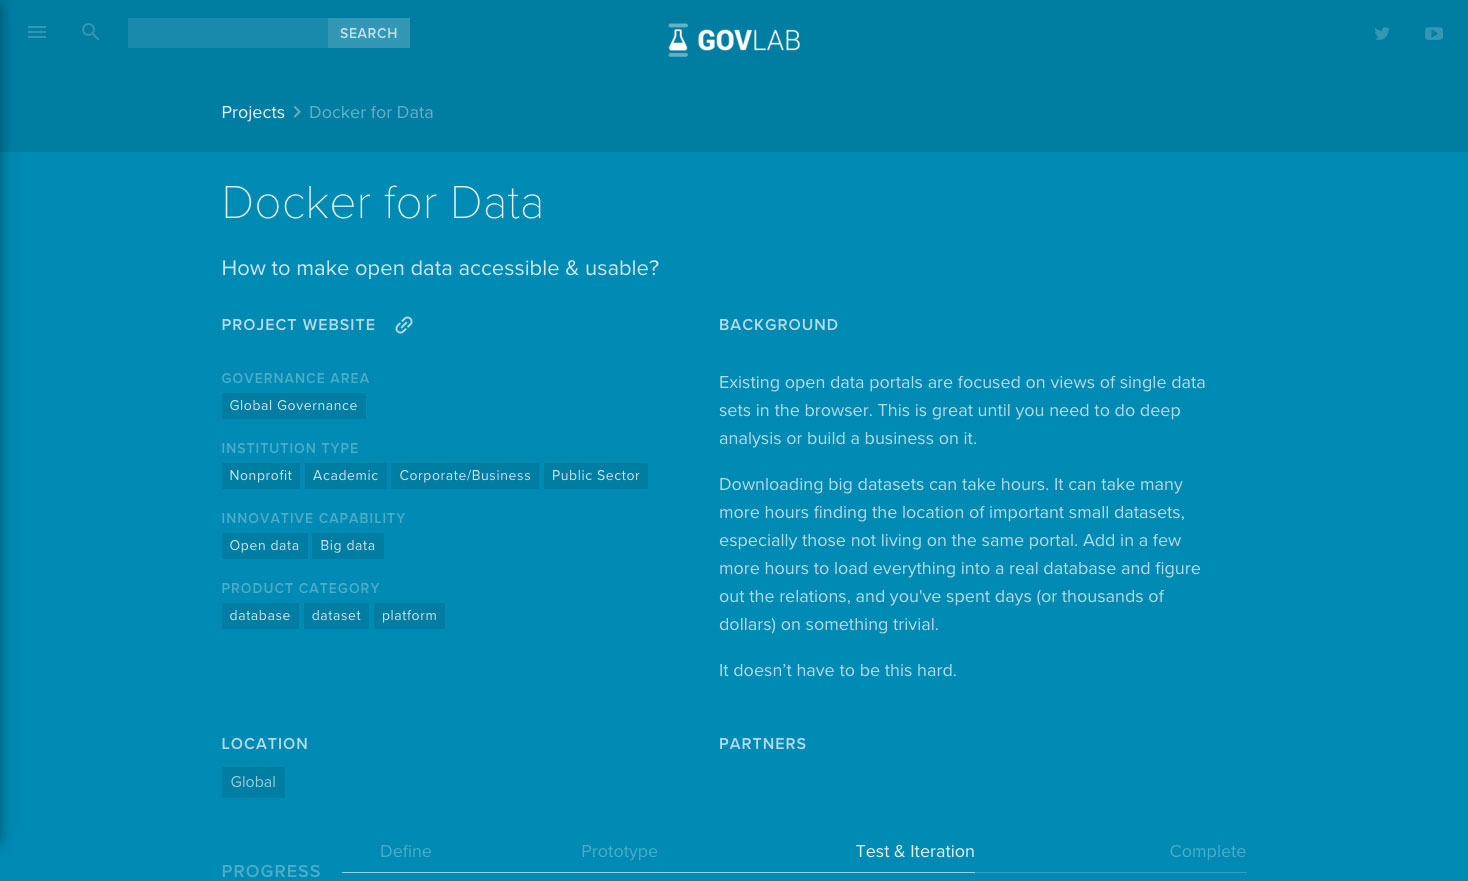 SEARCH
GOVLAB
Projects > Docker for Data
Docker for Data
How to make open data accessible & usable?
PROJECT WEBSITE
GOVERNANCE AREA
Global Governance
INSTITUTION TYPE
Nonprofit Academic Corporate/Business Public Sector
INNOVATIVE CAPABILITY
Open data Big data
PRODUCT CATEGORY
database dataset platform
BACKGROUND
Existing open data portals are focused on views of single data
sets in the browser. This is great until you need to do deep
analysis or build a business on it.
Downloading big datasets can take hours. It can take many
more hours finding the location of important small datasets,
especially those not living on the same portal. Add in a few
more hours to load everything into a real database and figure
out the relations, and you've spent days (or thousands of
dollars) on something trivial.
It doesn’t have to be this hard.
LOCATION
Global
PARTNERS
PROGRESS
Define Prototype Test & Iteration Complete